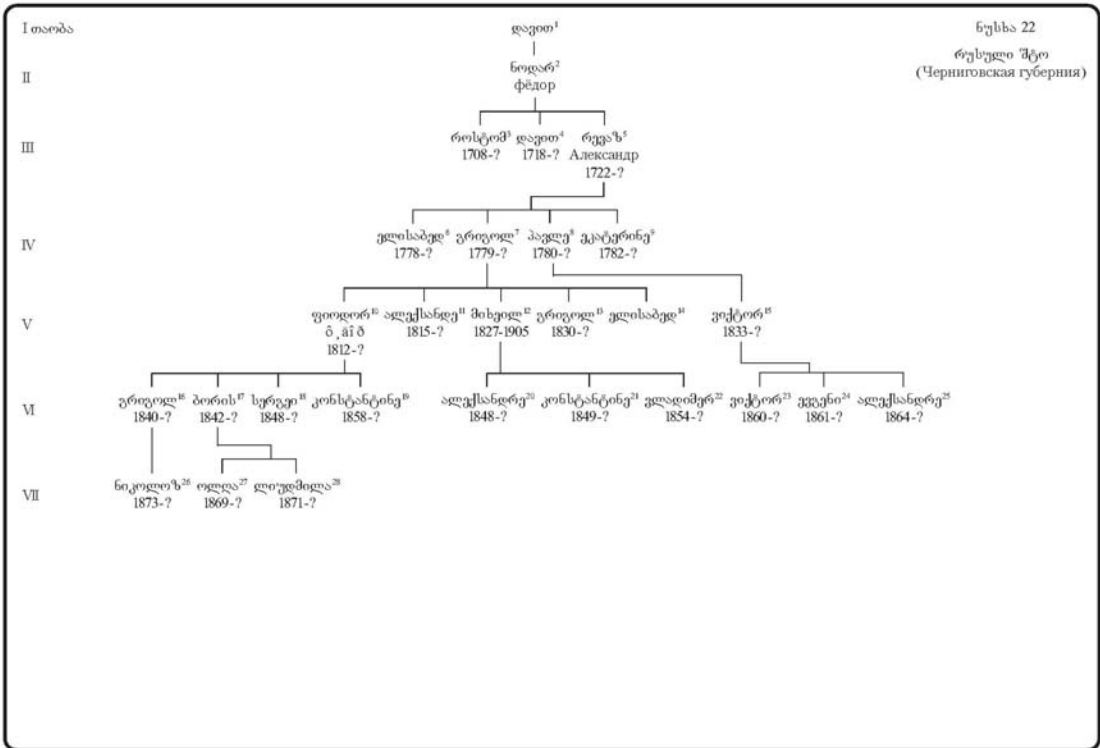 I თაობა
დავით¹
ნუსხა 22
რუსული შტო
(Черниговская губерния)
II
ნოდარ²
фёдор
III
როსტომ³ დავით⁴ რევაზ⁵
1708-? 1718-? Александр
1722-?
IV
ელისაბედ⁶ გრიგოლ⁷ პავლე⁸ ეკატერინე⁹
1778-? 1779-? 1780-? 1782-?
V
ფიოდორ¹⁰ ალექსანდე¹¹ მიხეილ¹² გრიგოლ¹³ ელისაბედ¹⁴ ვიქტორ¹⁵
ô¸äîð 1815-? 1827-1905 1830-? 1833-?
1812-?
VI
გრიგოლ¹⁶ ბორის¹⁷ სერგეი¹⁸ კონსტანტინე¹⁹ ალექსანდრე²⁰ კონსტანტინე²¹ ვლადიმერ²² ვიქტორ²³ ევგენი²⁴ ალექსანდრე²⁵
1840-? 1842-? 1848-? 1858-? 1848-? 1849-? 1854-? 1860-? 1861-? 1864-?
VII
ნიკოლოზ²⁶ ოლღა²⁷ ლიუდმილა²⁸
1873-? 1869-? 1871-?